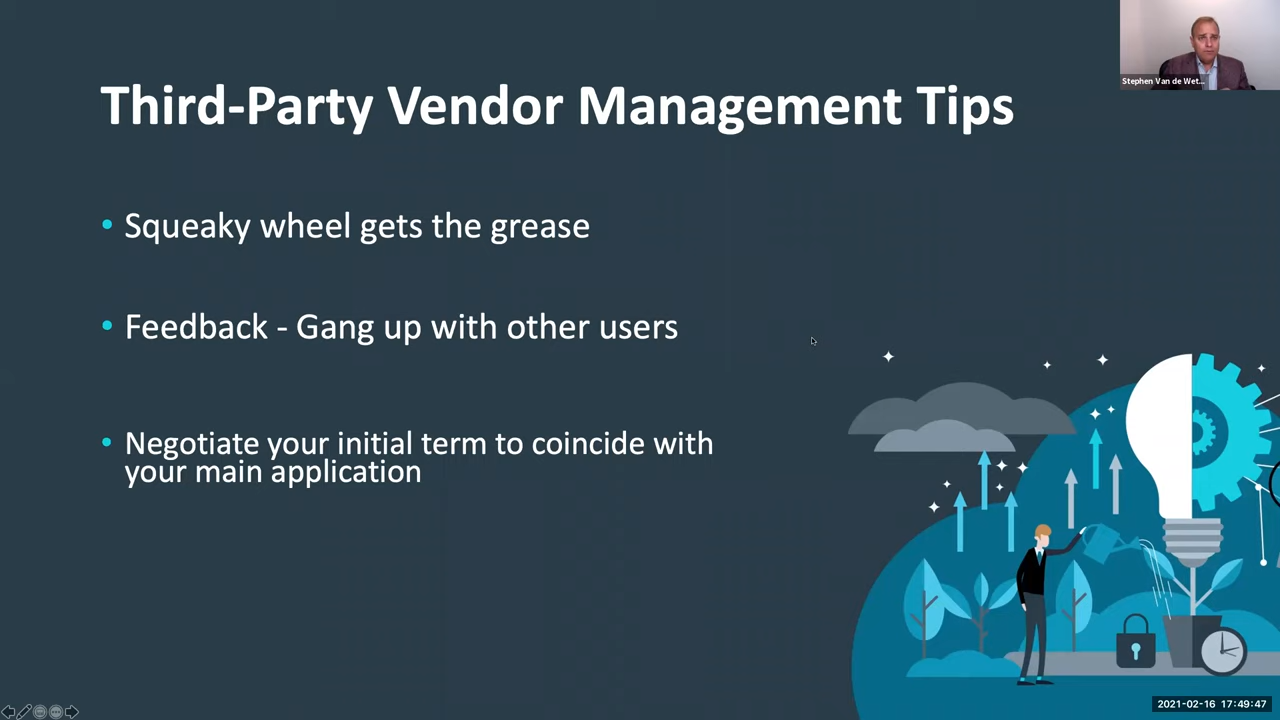 Stephen Van de Wet...
Third-Party Vendor Management Tips
• Squeaky wheel gets the grease
• Feedback - Gang up with other users
• Negotiate your initial term to coincide with
your main application
2021-02-16 17:49:47